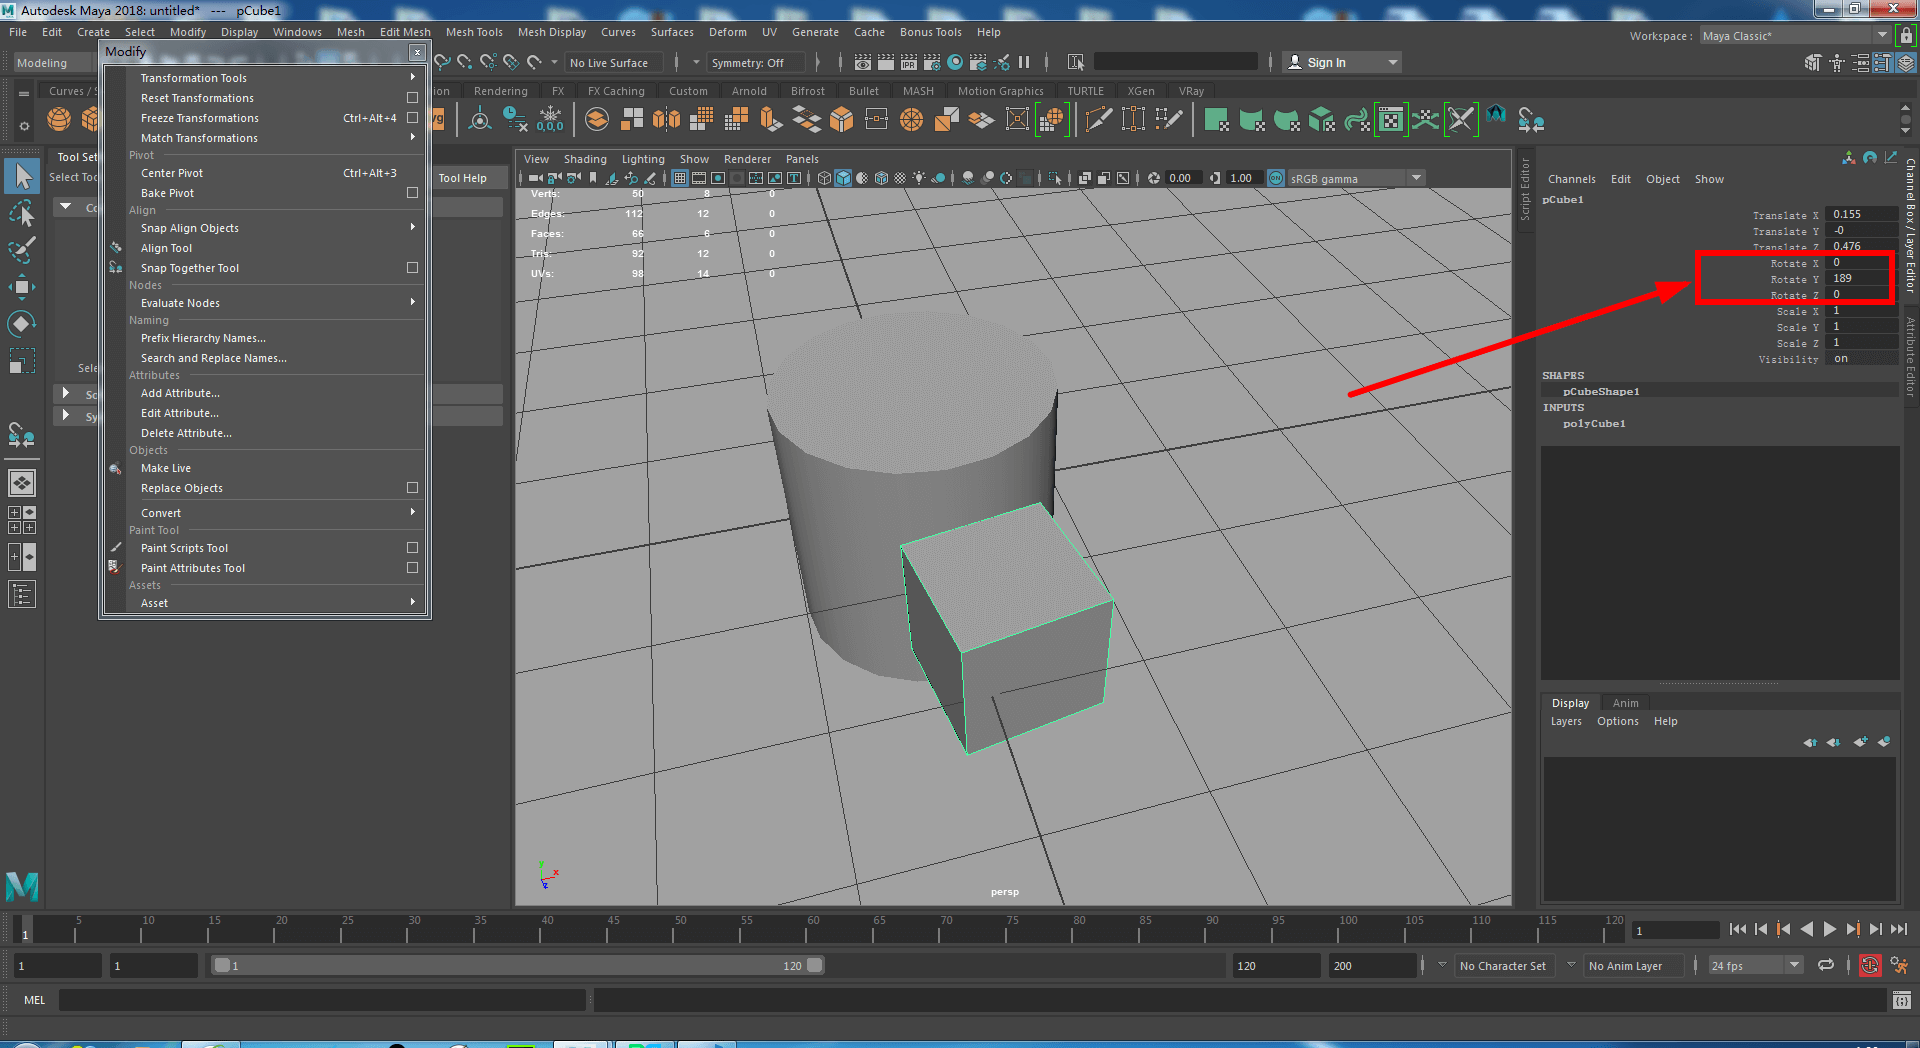 Autodesk Maya 2018: untitled*   ---   pCube1
File Edit Create Select Modify Display Windows Mesh Edit Mesh Mesh Tools Mesh Display Curves Surfaces Deform UV Generate Cache Bonus Tools Help
Workspace : Maya Classic*
Modeling
No Live Surface
Symmetry: Off
Sign In
Curves / S
Rendering FX FX Caching Custom Arnold Bifrost Bullet MASH Motion Graphics TURTLE XGen VRay
Modify
Transformation Tools
Reset Transformations
Freeze Transformations Ctrl+Alt+4
Match Transformations
Pivot
Center Pivot Ctrl+Alt+3
Bake Pivot
Align
Snap Align Objects
Align Tool
Snap Together Tool
Nodes
Evaluate Nodes
Naming
Prefix Hierarchy Names...
Search and Replace Names...
Attributes
Add Attribute...
Edit Attribute...
Delete Attribute...
Objects
Make Live
Replace Objects
Convert
Paint Tool
Paint Scripts Tool
Paint Attributes Tool
Assets
Asset
Tool Set
Select Too
Tool Help
Co
Sele
So
Sy
View Shading Lighting Show Renderer Panels
0.00 1.00 ON sRGB gamma
Verts: 50 8 0
Edges: 112 12 0
Faces: 66 6 0
Tris: 92 12 0
UVs: 98 14 0
persp
Script Editor
Channels Edit Object Show
pCube1
Translate X 0.155
Translate Y -0
Translate Z 0.476
Rotate X 0
Rotate Y 189
Rotate Z 0
Scale X 1
Scale Y 1
Scale Z 1
Visibility on
SHAPES
pCubeShape1
INPUTS
polyCube1
Channel Box / Layer Editor
Attribute Editor
Display Anim
Layers Options Help
1 5 10 15 20 25 30 35 40 45 50 55 60 65 70 75 80 85 90 95 100 105 110 115 120
1
1 1 1 120 120 200
No Character Set
No Anim Layer
24 fps
MEL